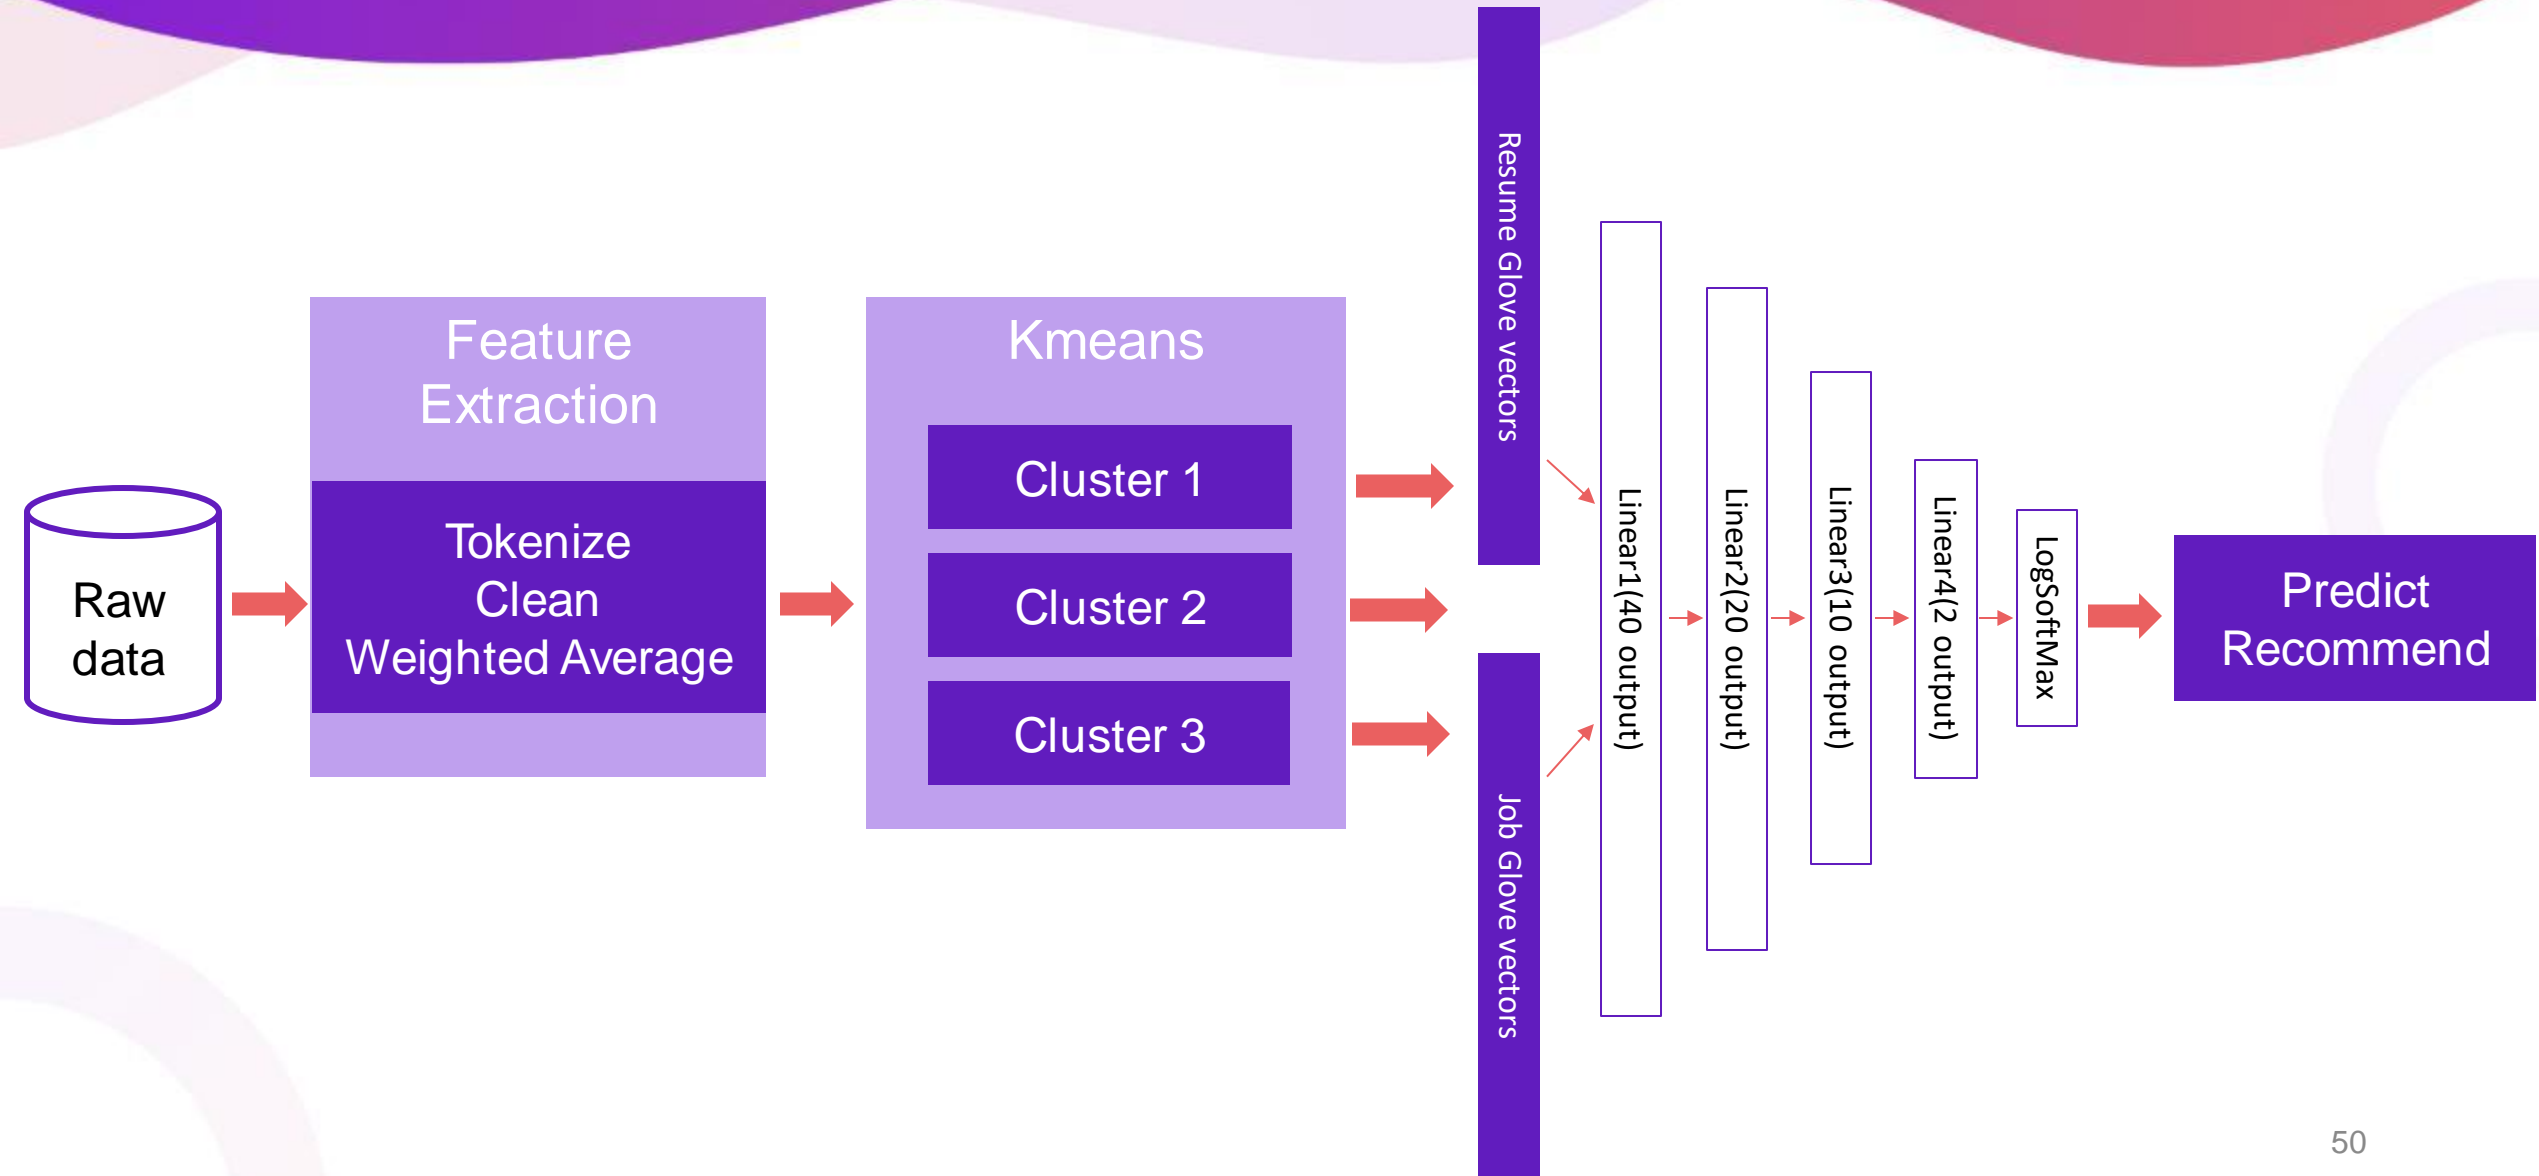 Raw
data
Feature
Extraction
Tokenize
Clean
Weighted Average
Kmeans
Cluster 1
Cluster 2
Cluster 3
Resume Glove vectors
Job Glove vectors
Linear1(40 output)
Linear2(20 output)
Linear3(10 output)
Linear4(2 output)
LogSoftMax
Predict
Recommend
50